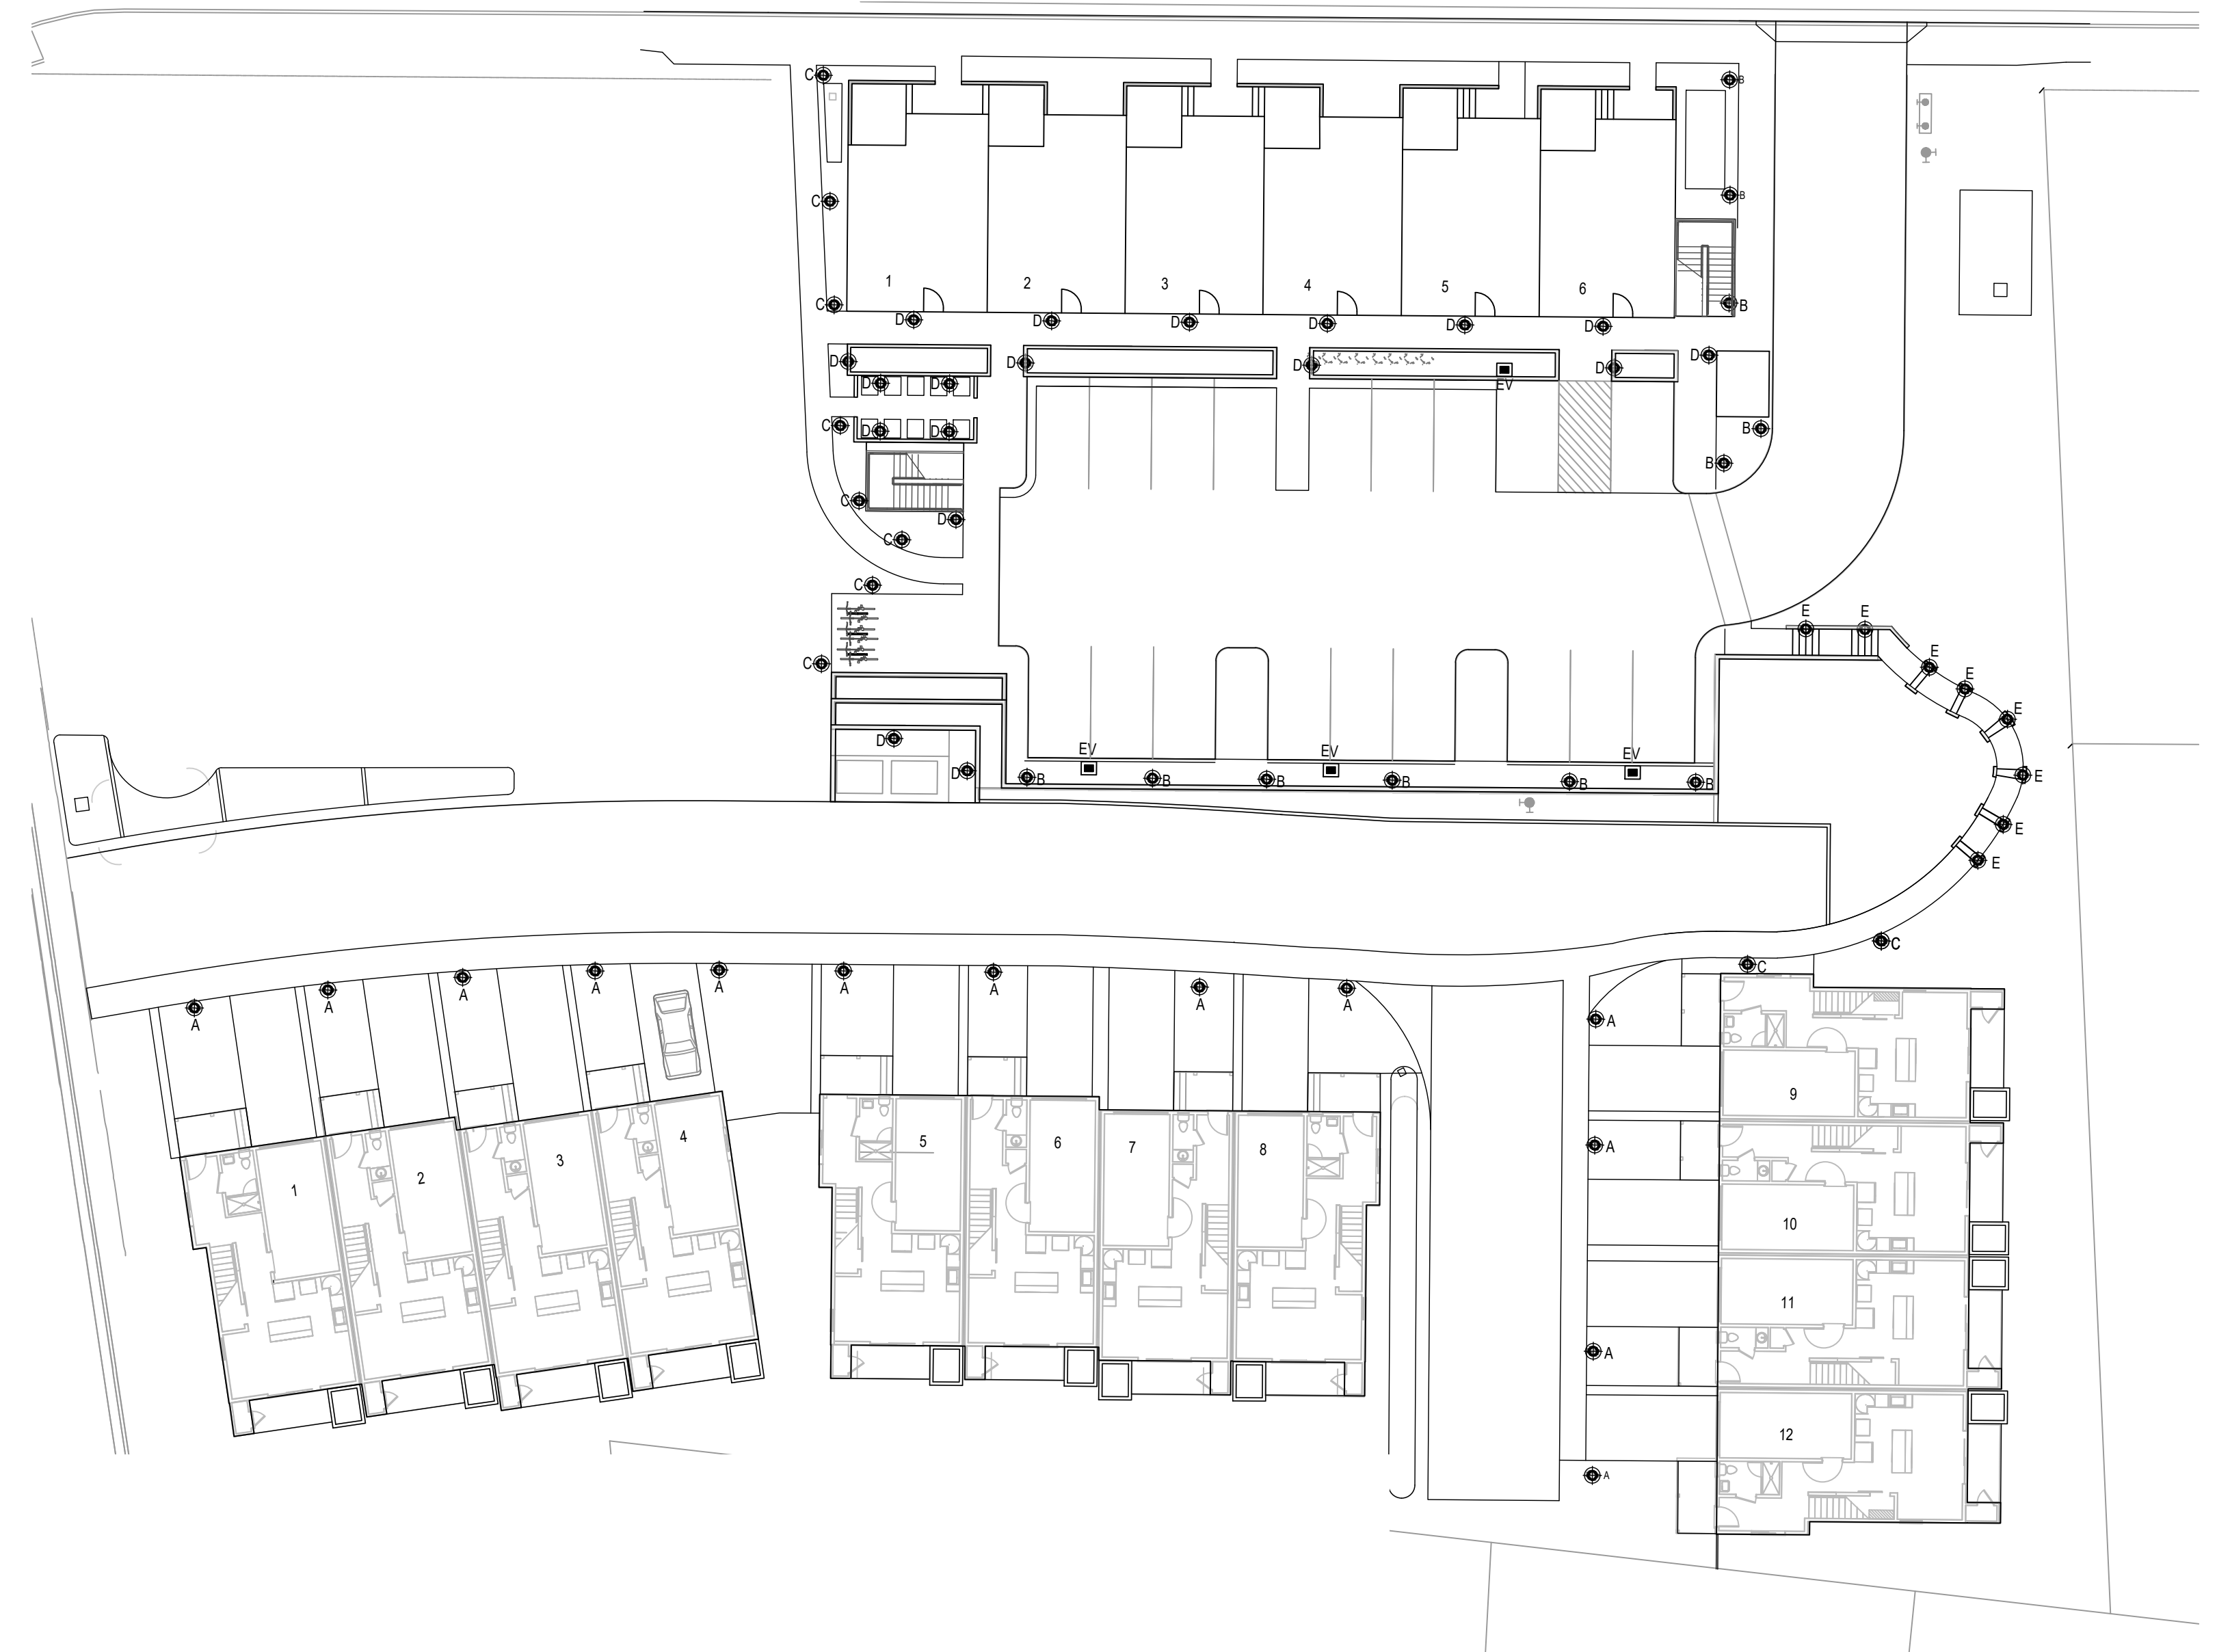 C B
C B
1 2 3 4 5 6
C B
D D D D D D
D D D D D
D D EV
C D D B
B
C
D
C
C
E E
C E
E
E
D EV EV EV
D B B B B B B E
E
E
C
C
A A A A A A A A A
A
9
A
4 5 6 7 8
3
2
1
10
11
A
12
A